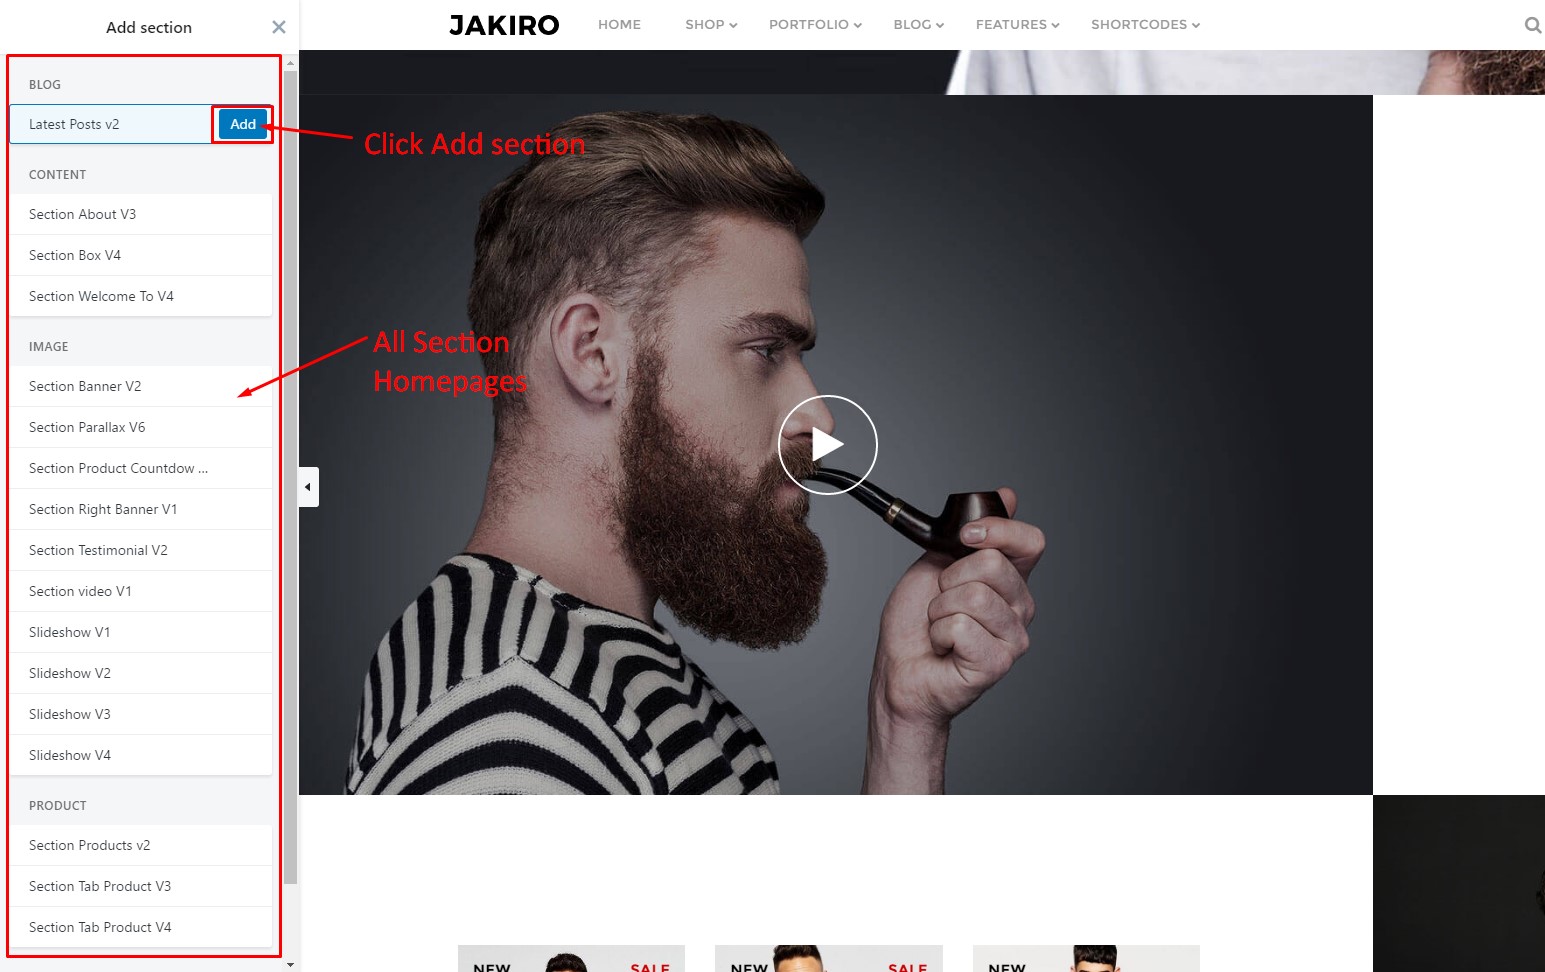 Add section
BLOG
Latest Posts v2
Add
CONTENT
Section About V3
Section Box V4
Section Welcome To V4
IMAGE
Section Banner V2
Section Parallax V6
Section Product Countdow ...
Section Right Banner V1
Section Testimonial V2
Section video V1
Slideshow V1
Slideshow V2
Slideshow V3
Slideshow V4
PRODUCT
Section Products v2
Section Tab Product V3
Section Tab Product V4
JAKIRO HOME SHOP PORTFOLIO BLOG FEATURES SHORTCODES
Click Add section
All Section
Homepages
NEW SALE NEW SALE NEW